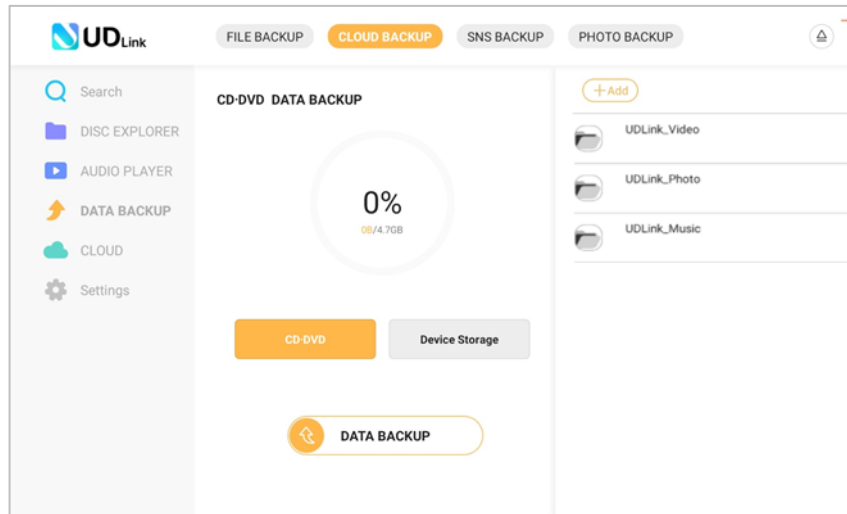 UDLink
FILE BACKUP
CLOUD BACKUP
SNS BACKUP
PHOTO BACKUP
Search
DISC EXPLORER
AUDIO PLAYER
DATA BACKUP
CLOUD
Settings
CD·DVD DATA BACKUP
0%
0B/4.7GB
CD·DVD
Device Storage
DATA BACKUP
+Add
UDLink_Video
UDLink_Photo
UDLink_Music